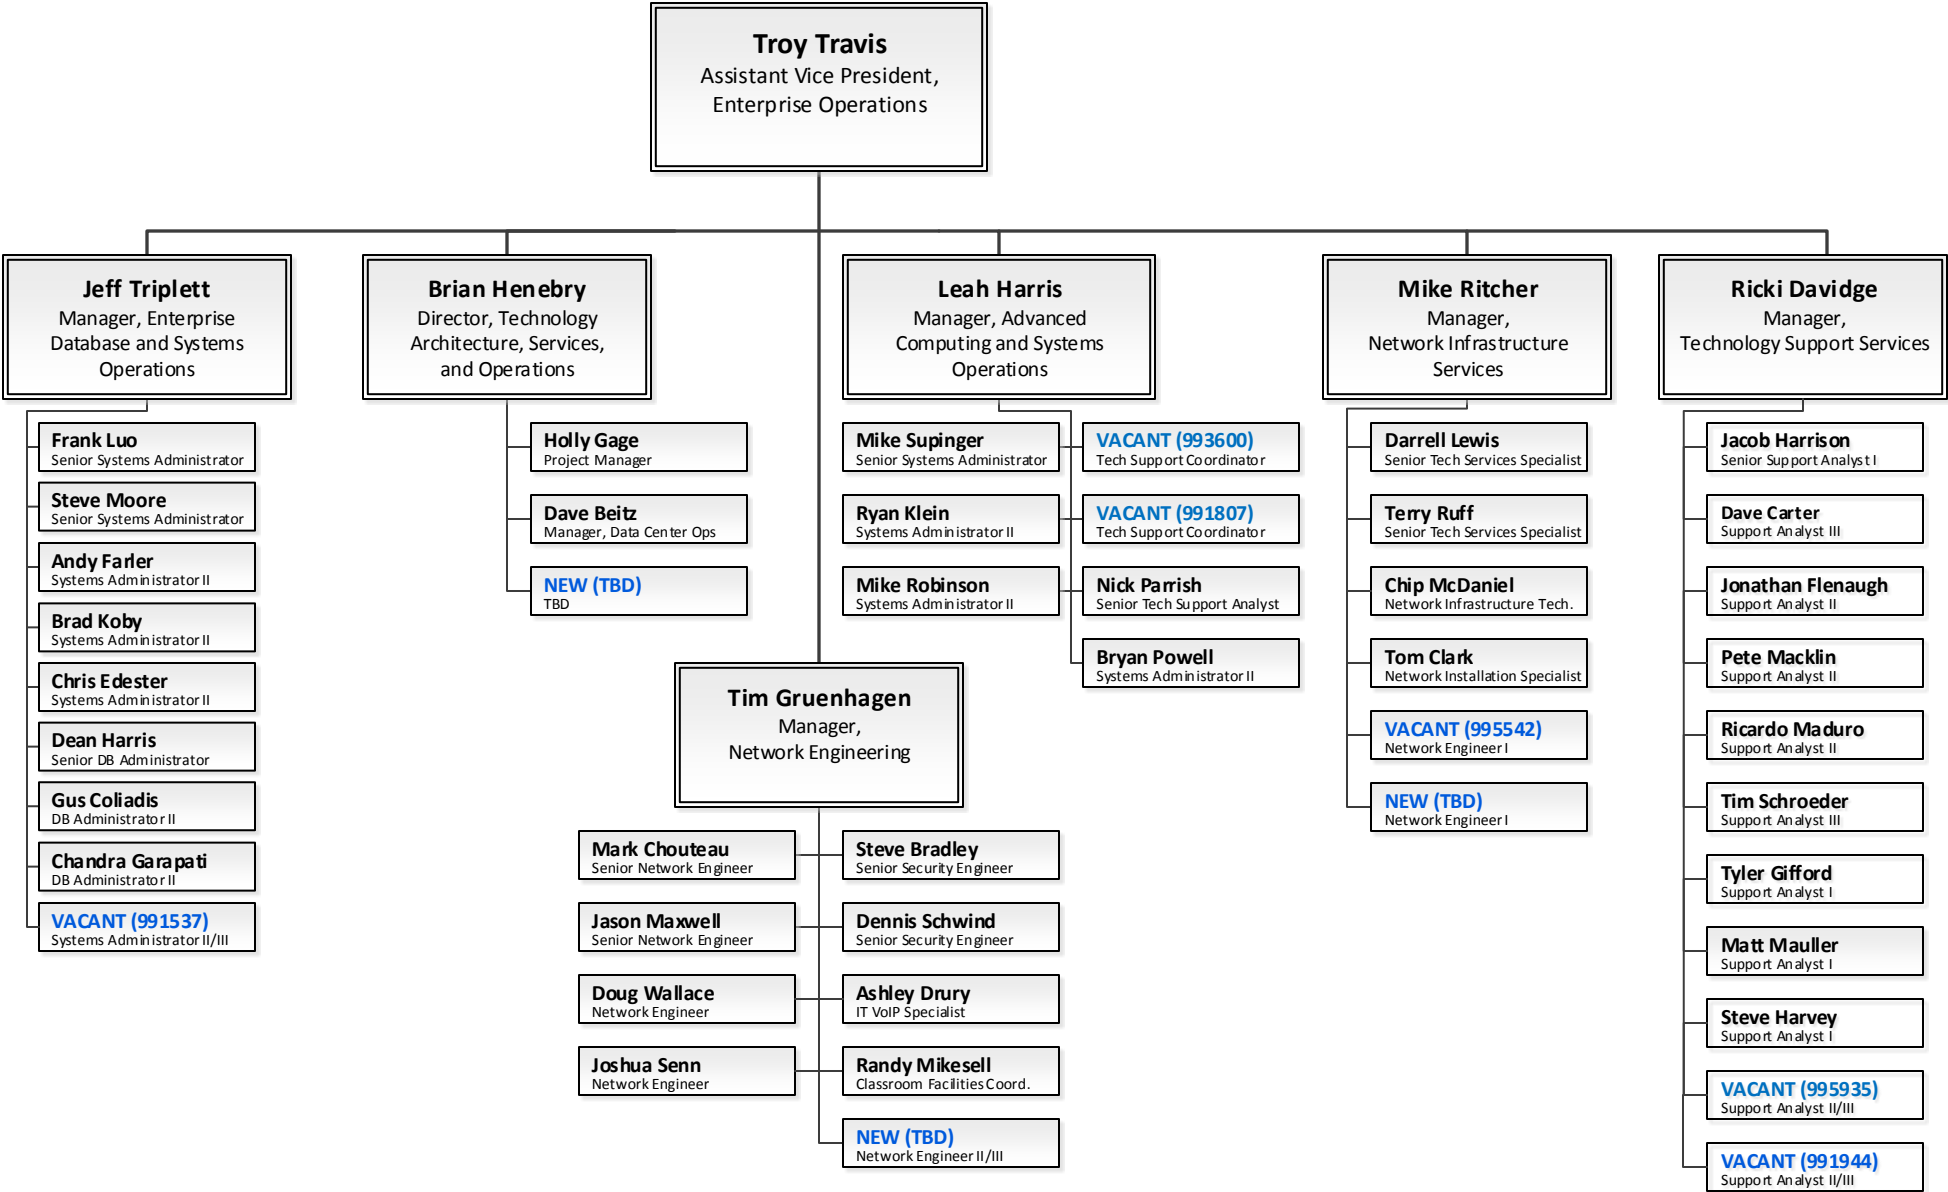 Troy Travis
Assistant Vice President,
Enterprise Operations
Jeff Triplett
Manager, Enterprise
Database and Systems
Operations
Frank Luo
Senior Systems Administrator
Steve Moore
Senior Systems Administrator
Andy Farler
Systems Administrator II
Brad Koby
Systems Administrator II
Chris Edester
Systems Administrator II
Dean Harris
Senior DB Administrator
Gus Coliadis
DB Administrator II
Chandra Garapati
DB Administrator II
VACANT (991537)
Systems Administrator II/III
Brian Henebry
Director, Technology
Architecture, Services,
and Operations
Holly Gage
Project Manager
Dave Beitz
Manager, Data Center Ops
NEW (TBD)
TBD
Tim Gruenhagen
Manager,
Network Engineering
Mark Chouteau
Senior Network Engineer
Jason Maxwell
Senior Network Engineer
Doug Wallace
Network Engineer
Joshua Senn
Network Engineer
Steve Bradley
Senior Security Engineer
Dennis Schwind
Senior Security Engineer
Ashley Drury
IT VoIP Specialist
Randy Mikesell
Classroom Facilities Coord.
NEW (TBD)
Network Engineer II/III
Leah Harris
Manager, Advanced
Computing and Systems
Operations
Mike Supinger
Senior Systems Administrator
Ryan Klein
Systems Administrator II
Mike Robinson
Systems Administrator II
VACANT (993600)
Tech Support Coordinator
VACANT (991807)
Tech Support Coordinator
Nick Parrish
Senior Tech Support Analyst
Bryan Powell
Systems Administrator II
Mike Ritcher
Manager,
Network Infrastructure
Services
Darrell Lewis
Senior Tech Services Specialist
Terry Ruff
Senior Tech Services Specialist
Chip McDaniel
Network Infrastructure Tech.
Tom Clark
Network Installation Specialist
VACANT (995542)
Network Engineer I
NEW (TBD)
Network Engineer I
Ricki Davidge
Manager,
Technology Support Services
Jacob Harrison
Senior Support Analyst I
Dave Carter
Support Analyst III
Jonathan Flenaugh
Support Analyst II
Pete Macklin
Support Analyst II
Ricardo Maduro
Support Analyst II
Tim Schroeder
Support Analyst III
Tyler Gifford
Support Analyst I
Matt Mauller
Support Analyst I
Steve Harvey
Support Analyst I
VACANT (995935)
Support Analyst II/III
VACANT (991944)
Support Analyst II/III